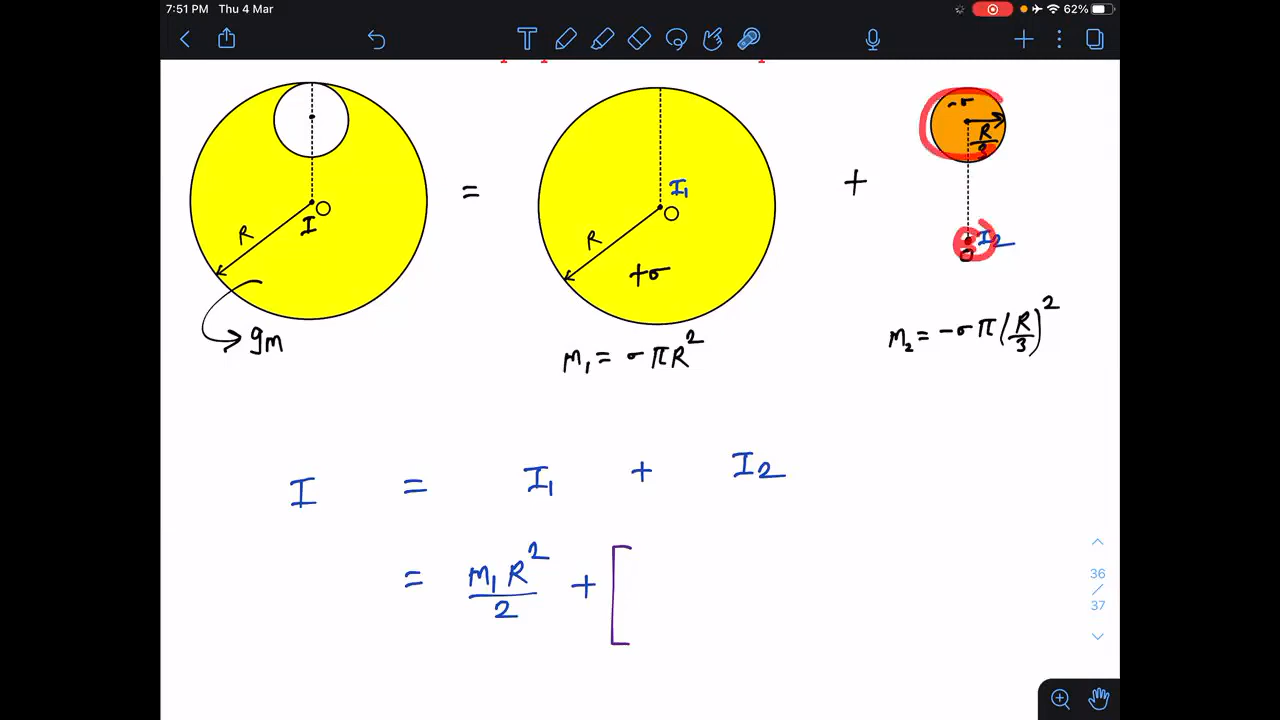 7:51 PM Thu 4 Mar
62%
T
-σ
R/3
I₁
O
O
I
I₂
O
R
=
R
+
+σ
9m
m₁ = σπR²
m₂ = -σπ(R/3)²
I = I₁ + I₂
= m₁R²/2 + [
36
/
37